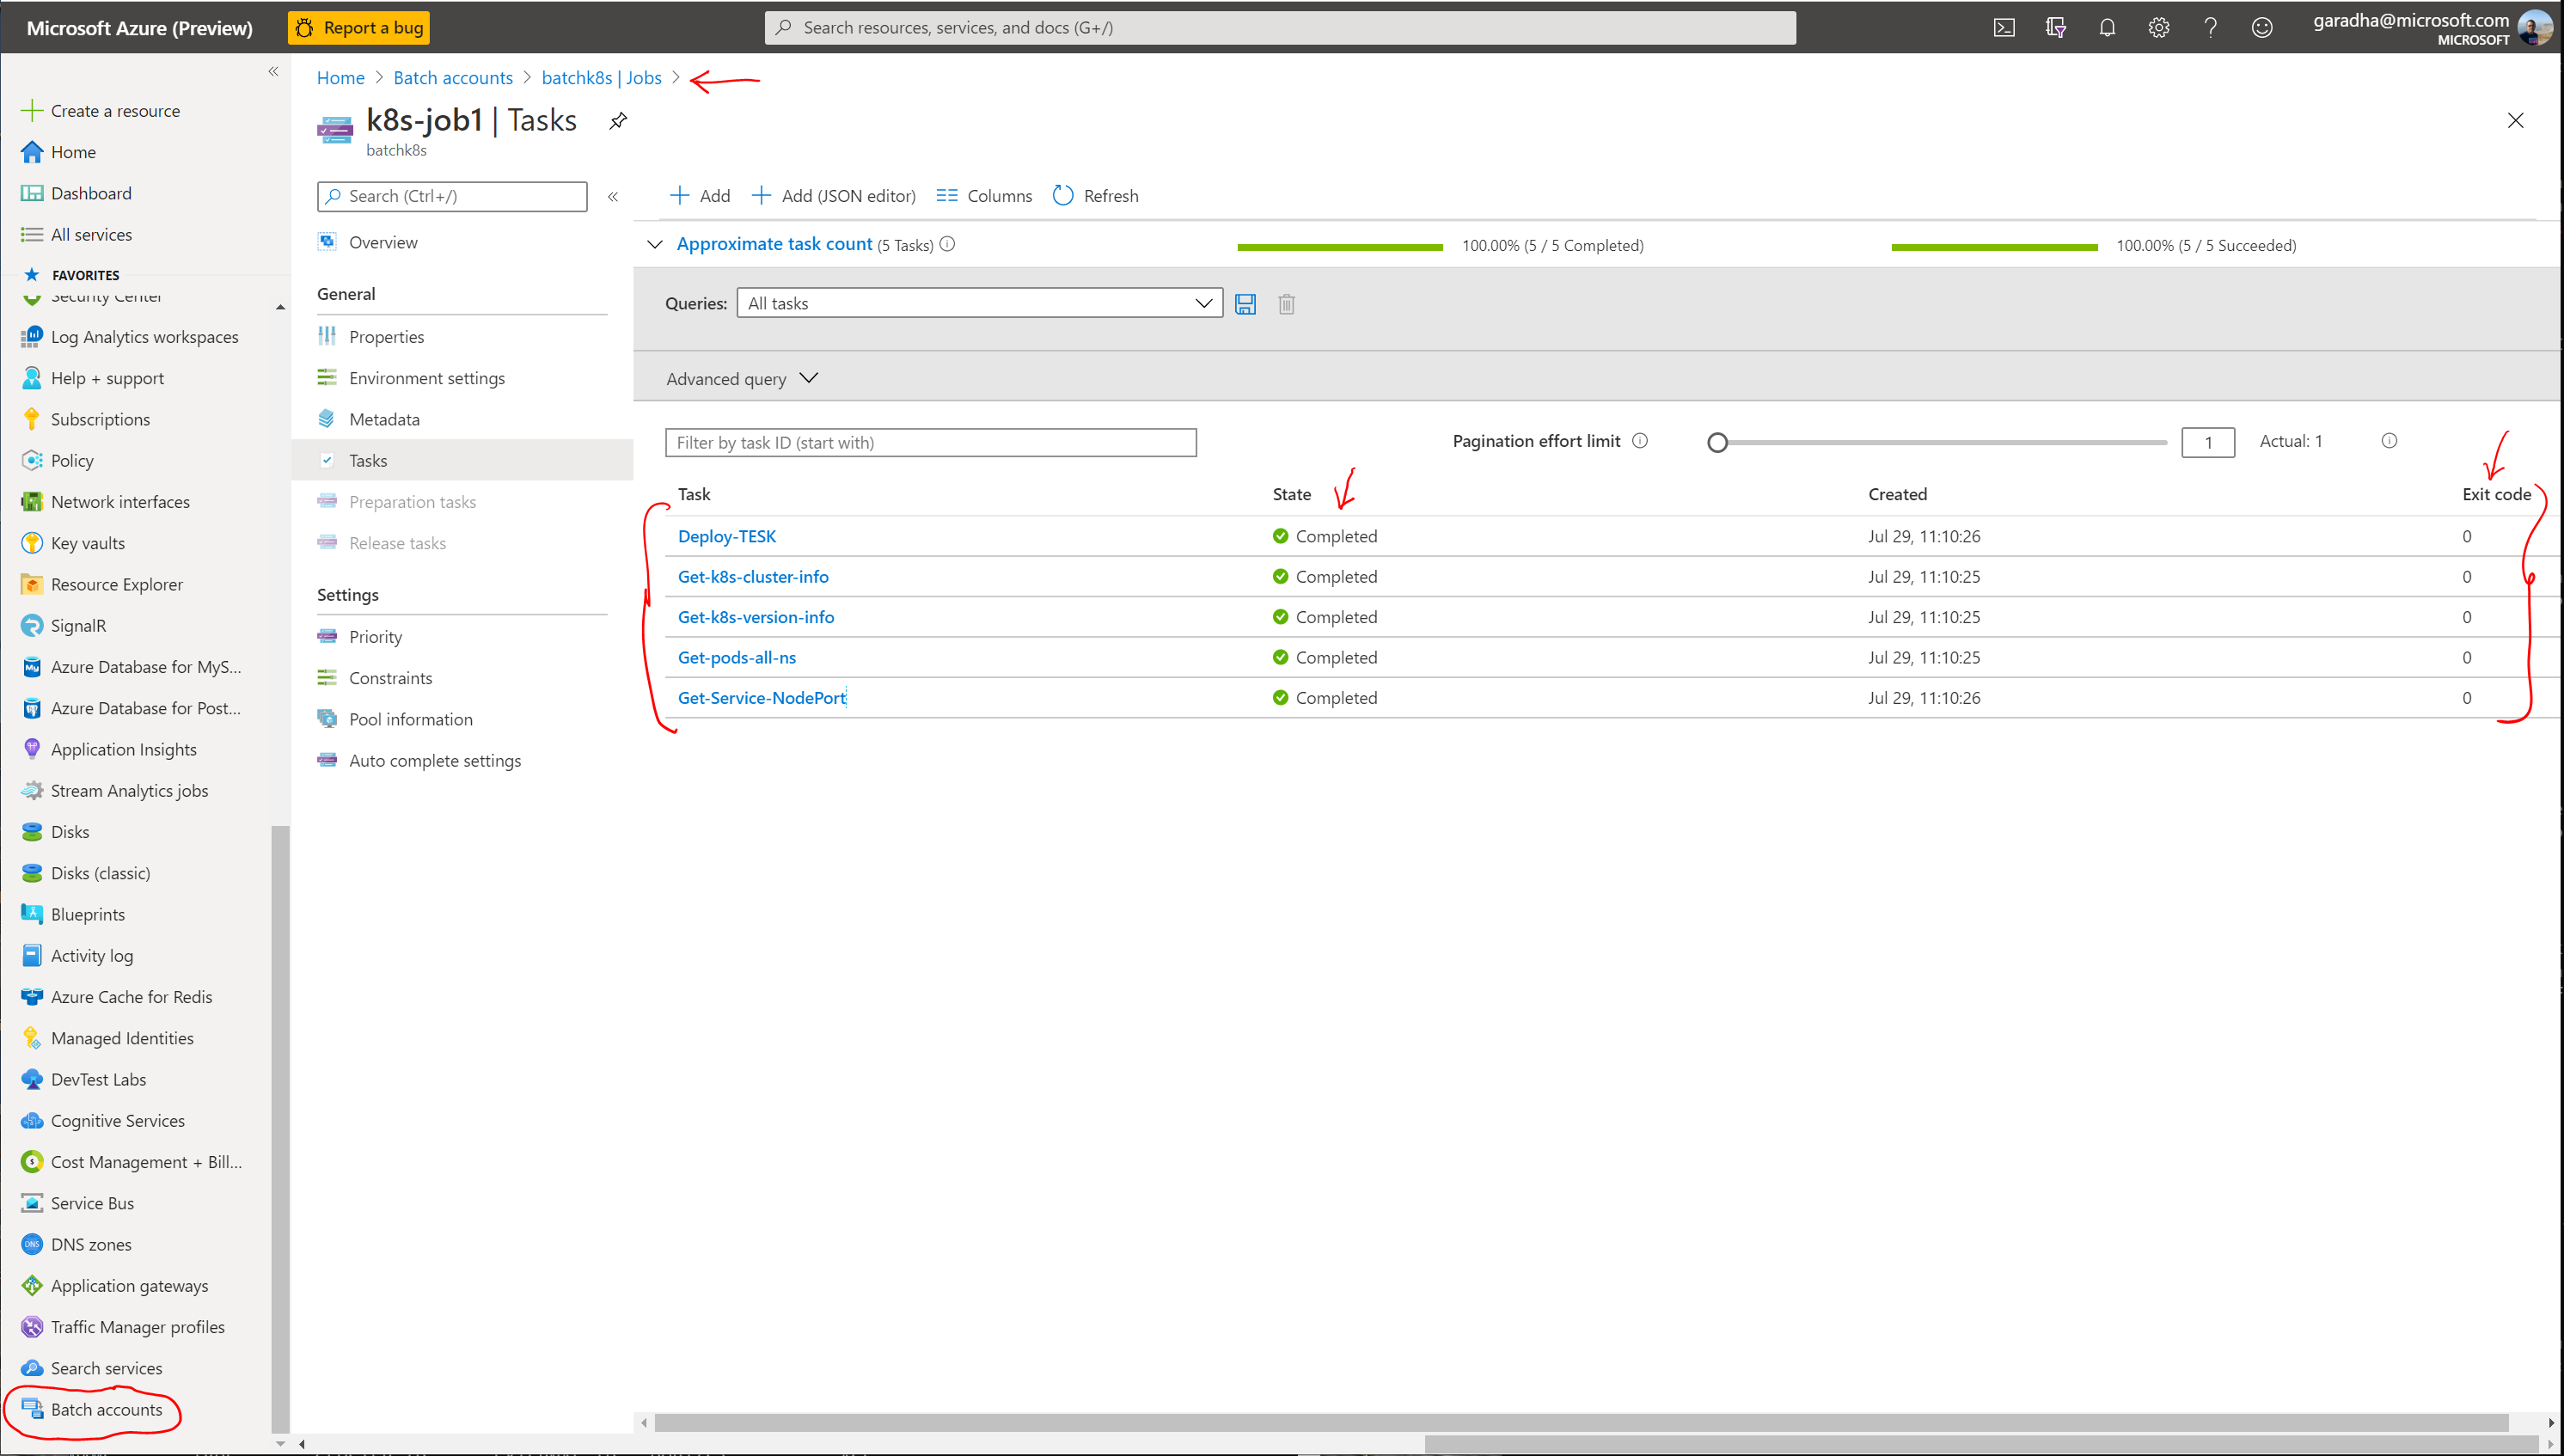 Microsoft Azure (Preview)
Report a bug
Search resources, services, and docs (G+/)
garadha@microsoft.com
MICROSOFT
Create a resource
Home
Dashboard
All services
FAVORITES
Security Center
Log Analytics workspaces
Help + support
Subscriptions
Policy
Network interfaces
Key vaults
Resource Explorer
SignalR
Azure Database for MyS...
Azure Database for Post...
Application Insights
Stream Analytics jobs
Disks
Disks (classic)
Blueprints
Activity log
Azure Cache for Redis
Managed Identities
DevTest Labs
Cognitive Services
Cost Management + Bill...
Service Bus
DNS zones
Application gateways
Traffic Manager profiles
Search services
Batch accounts
Home > Batch accounts > batchk8s | Jobs >
k8s-job1 | Tasks
batchk8s
Search (Ctrl+/)
Overview
General
Properties
Environment settings
Metadata
Tasks
Preparation tasks
Release tasks
Settings
Priority
Constraints
Pool information
Auto complete settings
Add Add (JSON editor) Columns Refresh
Approximate task count (5 Tasks) 100.00% (5 / 5 Completed) 100.00% (5 / 5 Succeeded)
Queries: All tasks
Advanced query
Filter by task ID (start with) Pagination effort limit 1 Actual: 1
Task State Created Exit code
Deploy-TESK Completed Jul 29, 11:10:26 0
Get-k8s-cluster-info Completed Jul 29, 11:10:25 0
Get-k8s-version-info Completed Jul 29, 11:10:25 0
Get-pods-all-ns Completed Jul 29, 11:10:25 0
Get-Service-NodePort Completed Jul 29, 11:10:26 0